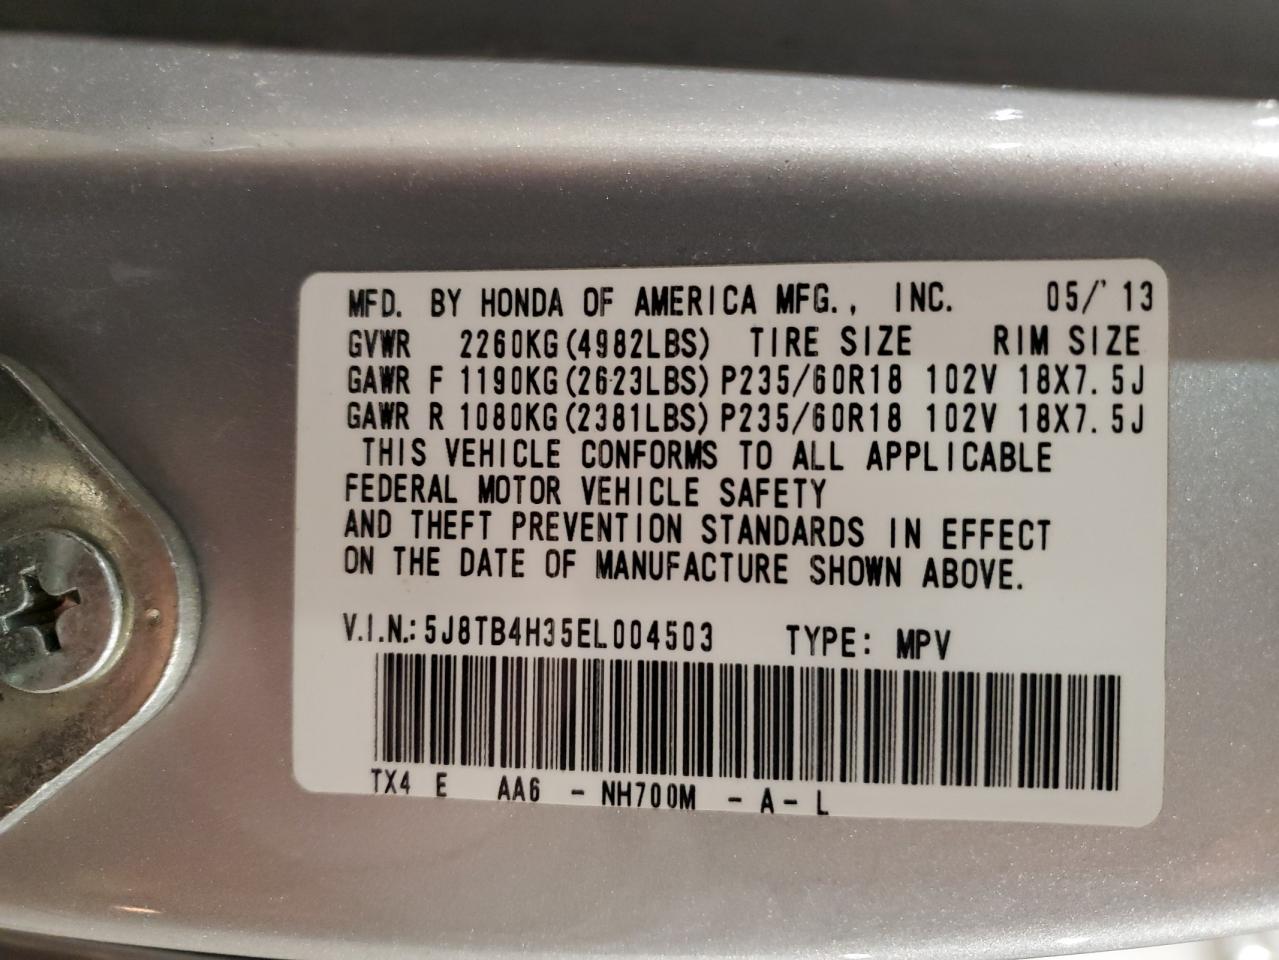 MFD. BY HONDA OF AMERICA MFG., INC. 05/'13
GVWR 2260KG(4982LBS) TIRE SIZE RIM SIZE
GAWR F 1190KG(2623LBS) P235/60R18 102V 18X7.5J
GAWR R 1080KG(2381LBS) P235/60R18 102V 18X7.5J
THIS VEHICLE CONFORMS TO ALL APPLICABLE
FEDERAL MOTOR VEHICLE SAFETY
AND THEFT PREVENTION STANDARDS IN EFFECT
ON THE DATE OF MANUFACTURE SHOWN ABOVE.
V.I.N.: 5J8TB4H35EL004503 TYPE: MPV
TX4 E AA6 - NH700M - A - L